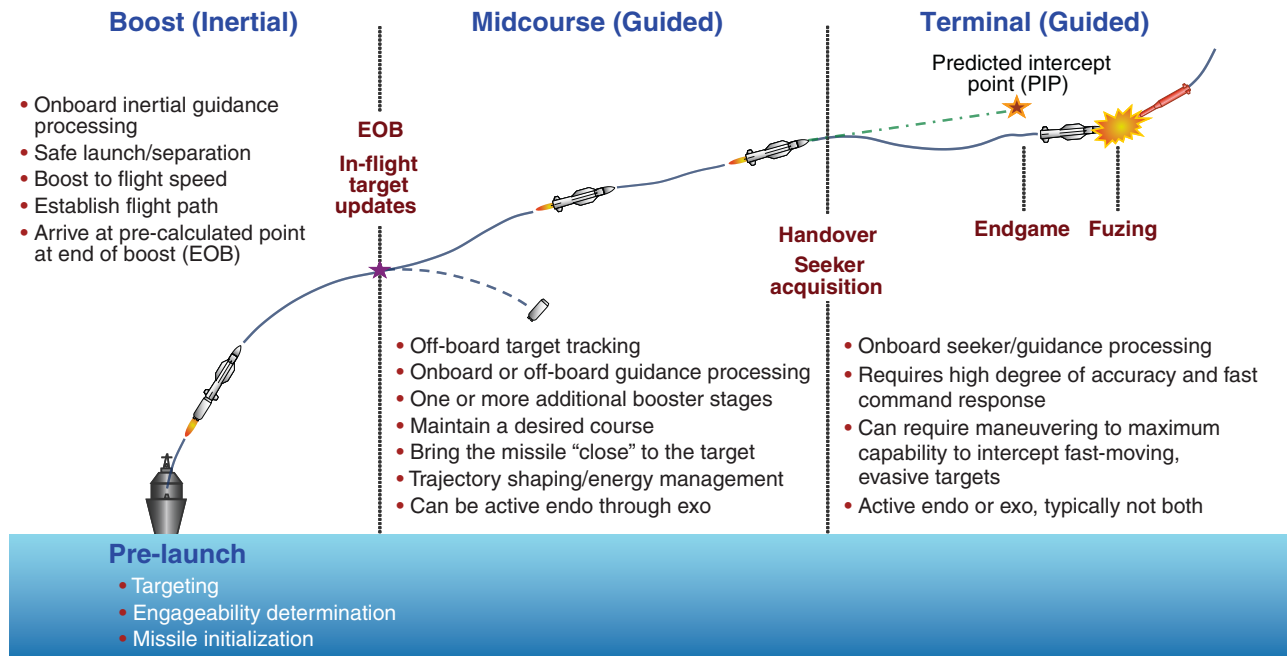 Boost (Inertial)
• Onboard inertial guidance
processing
• Safe launch/separation
• Boost to flight speed
• Establish flight path
• Arrive at pre-calculated point
at end of boost (EOB)
EOB
In-flight
target
updates
Midcourse (Guided)
• Off-board target tracking
• Onboard or off-board guidance processing
• One or more additional booster stages
• Maintain a desired course
• Bring the missile “close” to the target
• Trajectory shaping/energy management
• Can be active endo through exo
Handover
Seeker
acquisition
Terminal (Guided)
Predicted intercept
point (PIP)
Endgame
Fuzing
• Onboard seeker/guidance processing
• Requires high degree of accuracy and fast
command response
• Can require maneuvering to maximum
capability to intercept fast-moving,
evasive targets
• Active endo or exo, typically not both
Pre-launch
• Targeting
• Engageability determination
• Missile initialization